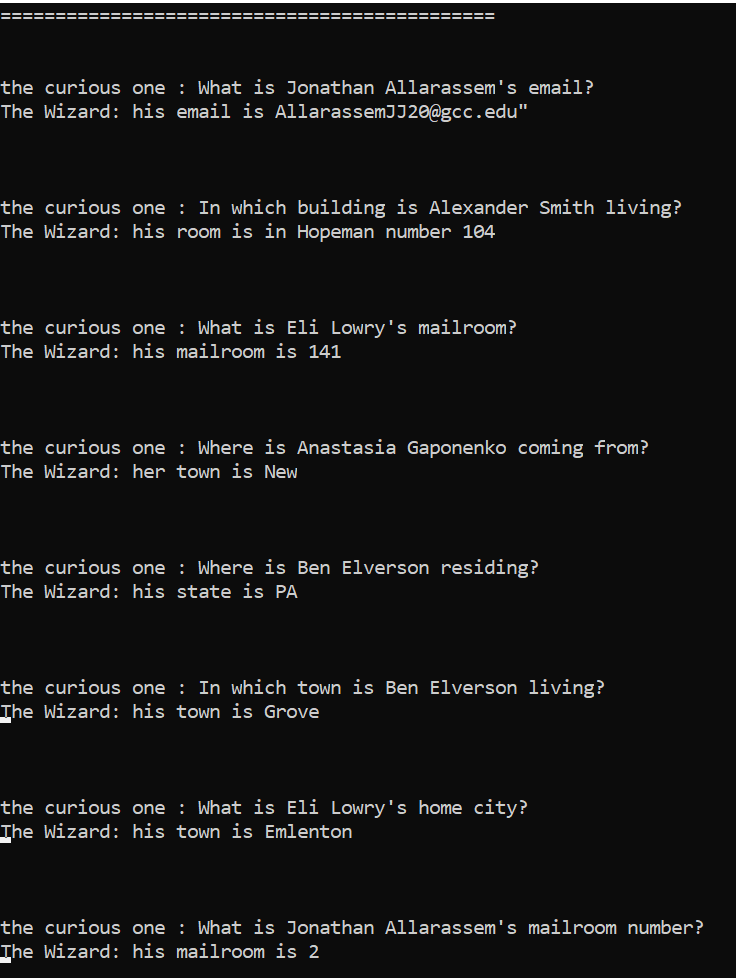 =============================================
the curious one : What is Jonathan Allarassem's email?
The Wizard: his email is AllarassemJJ20@gcc.edu"
the curious one : In which building is Alexander Smith living?
The Wizard: his room is in Hopeman number 104
the curious one : What is Eli Lowry's mailroom?
The Wizard: his mailroom is 141
the curious one : Where is Anastasia Gaponenko coming from?
The Wizard: her town is New
the curious one : Where is Ben Elverson residing?
The Wizard: his state is PA
the curious one : In which town is Ben Elverson living?
The Wizard: his town is Grove
the curious one : What is Eli Lowry's home city?
The Wizard: his town is Emlenton
the curious one : What is Jonathan Allarassem's mailroom number?
The Wizard: his mailroom is 2